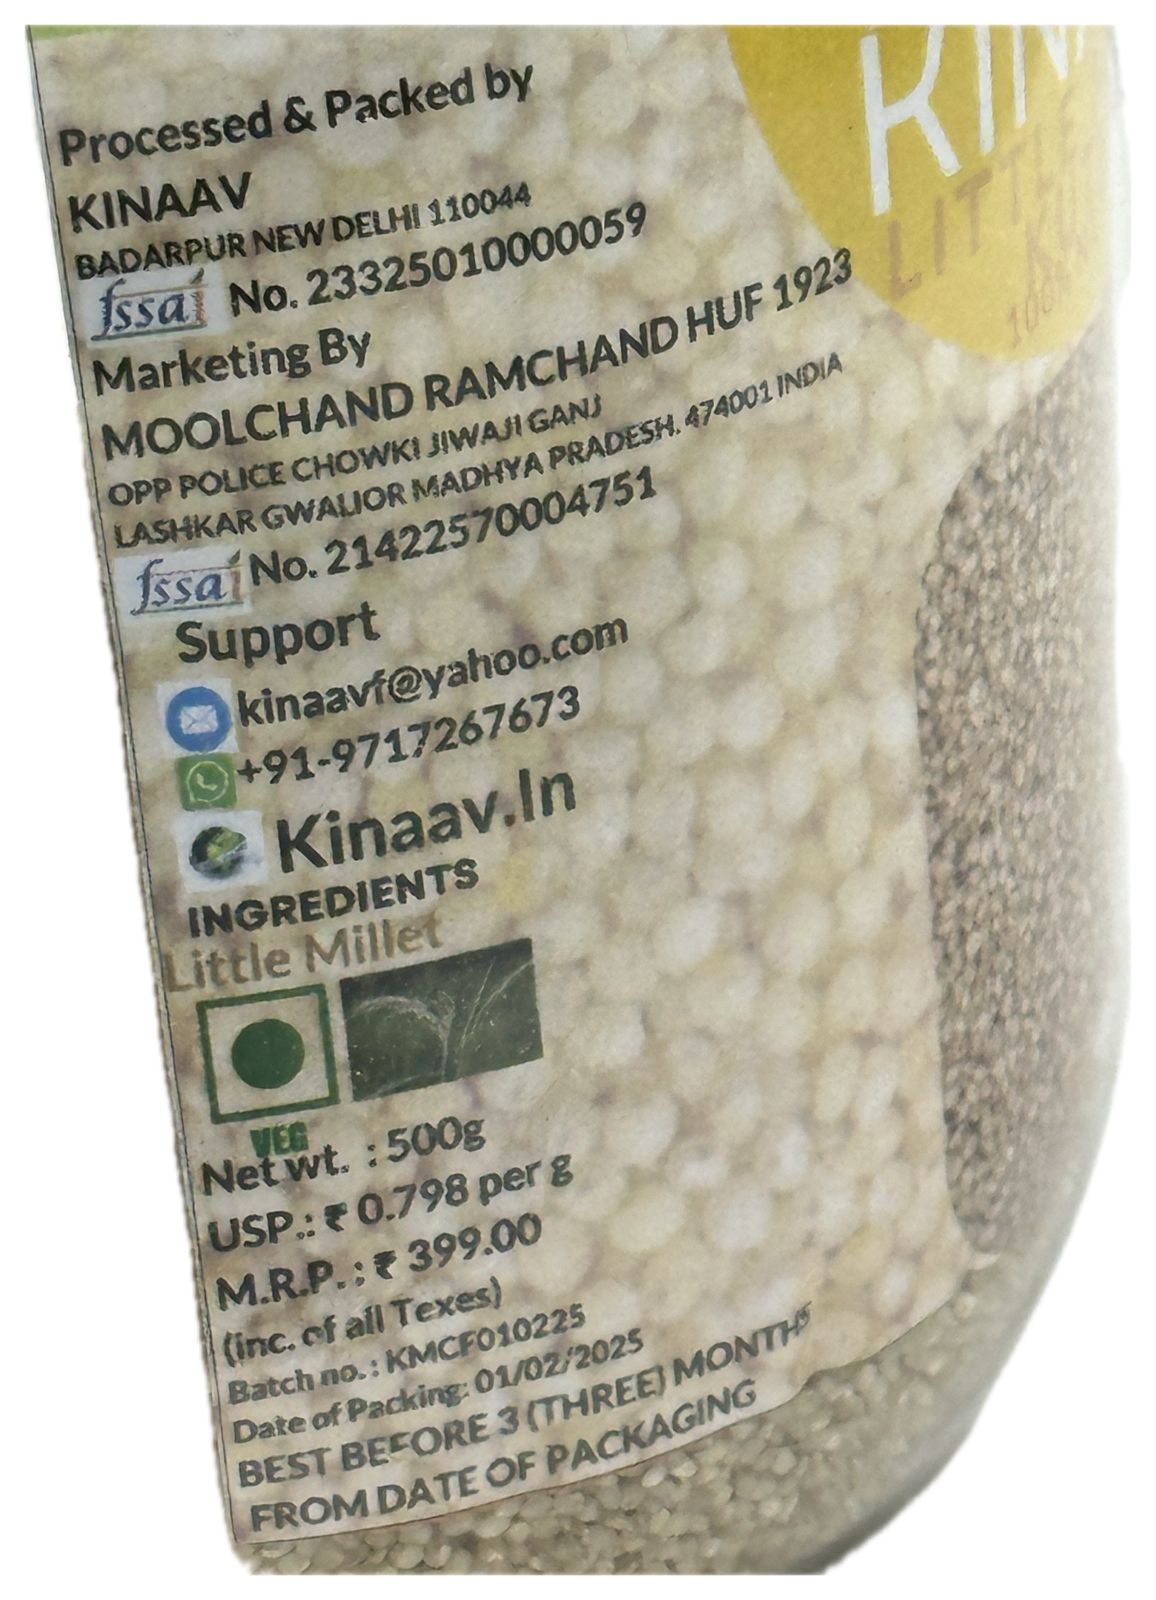 Processed & Packed by
KINAAV
BADARPUR NEW DELHI 110044
fssai No. 23325010000059
Marketing By
MOOLCHAND RAMCHAND HUF 1923
OPP POLICE CHOWKI JIWAJI GANJ
LASHKAR GWALIOR MADHYA PRADESH. 474001 INDIA
fssai No. 21422570004751
Support
kinaavf@yahoo.com
+91-9717267673
Kinaav.In
INGREDIENTS
Little Millet
VEG
Net wt. : 500g
USP.: ₹ 0.798 per g
M.R.P. : ₹ 399.00
(inc. of all Texes)
Batch no. : KMCF010225
Date of Packing: 01/02/2025
BEST BEFORE 3 (THREE) MONTHS
FROM DATE OF PACKAGING
KIN
LITTLE